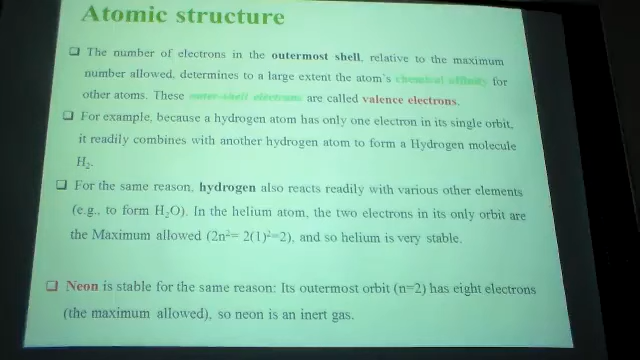 Atomic structure
❑ The number of electrons in the outermost shell, relative to the maximum
number allowed, determines to a large extent the atom's chemical affinity for
other atoms. These outer-shell electrons are called valence electrons.
❑ For example, because a hydrogen atom has only one electron in its single orbit,
it readily combines with another hydrogen atom to form a Hydrogen molecule
H₂.
❑ For the same reason, hydrogen also reacts readily with various other elements
(e.g., to form H₂O). In the helium atom, the two electrons in its only orbit are
the Maximum allowed (2n²= 2(1)²=2), and so helium is very stable.
❑ Neon is stable for the same reason: Its outermost orbit (n=2) has eight electrons
(the maximum allowed), so neon is an inert gas.